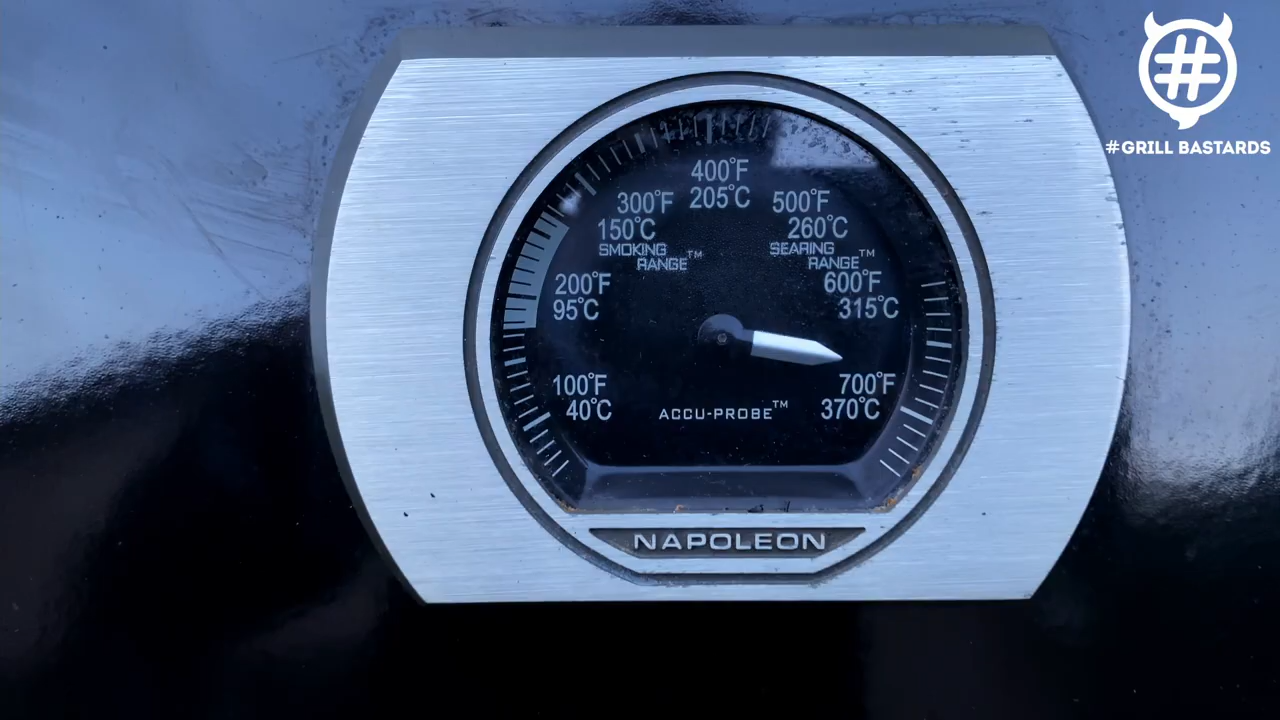 #GRILL BASTARDS
400°F
205°C
300°F
150°C
SMOKING
RANGE™
500°F
260°C
SEARING
RANGE™
200°F
95°C
600°F
315°C
100°F
40°C
700°F
370°C
ACCU-PROBE™
NAPOLEON